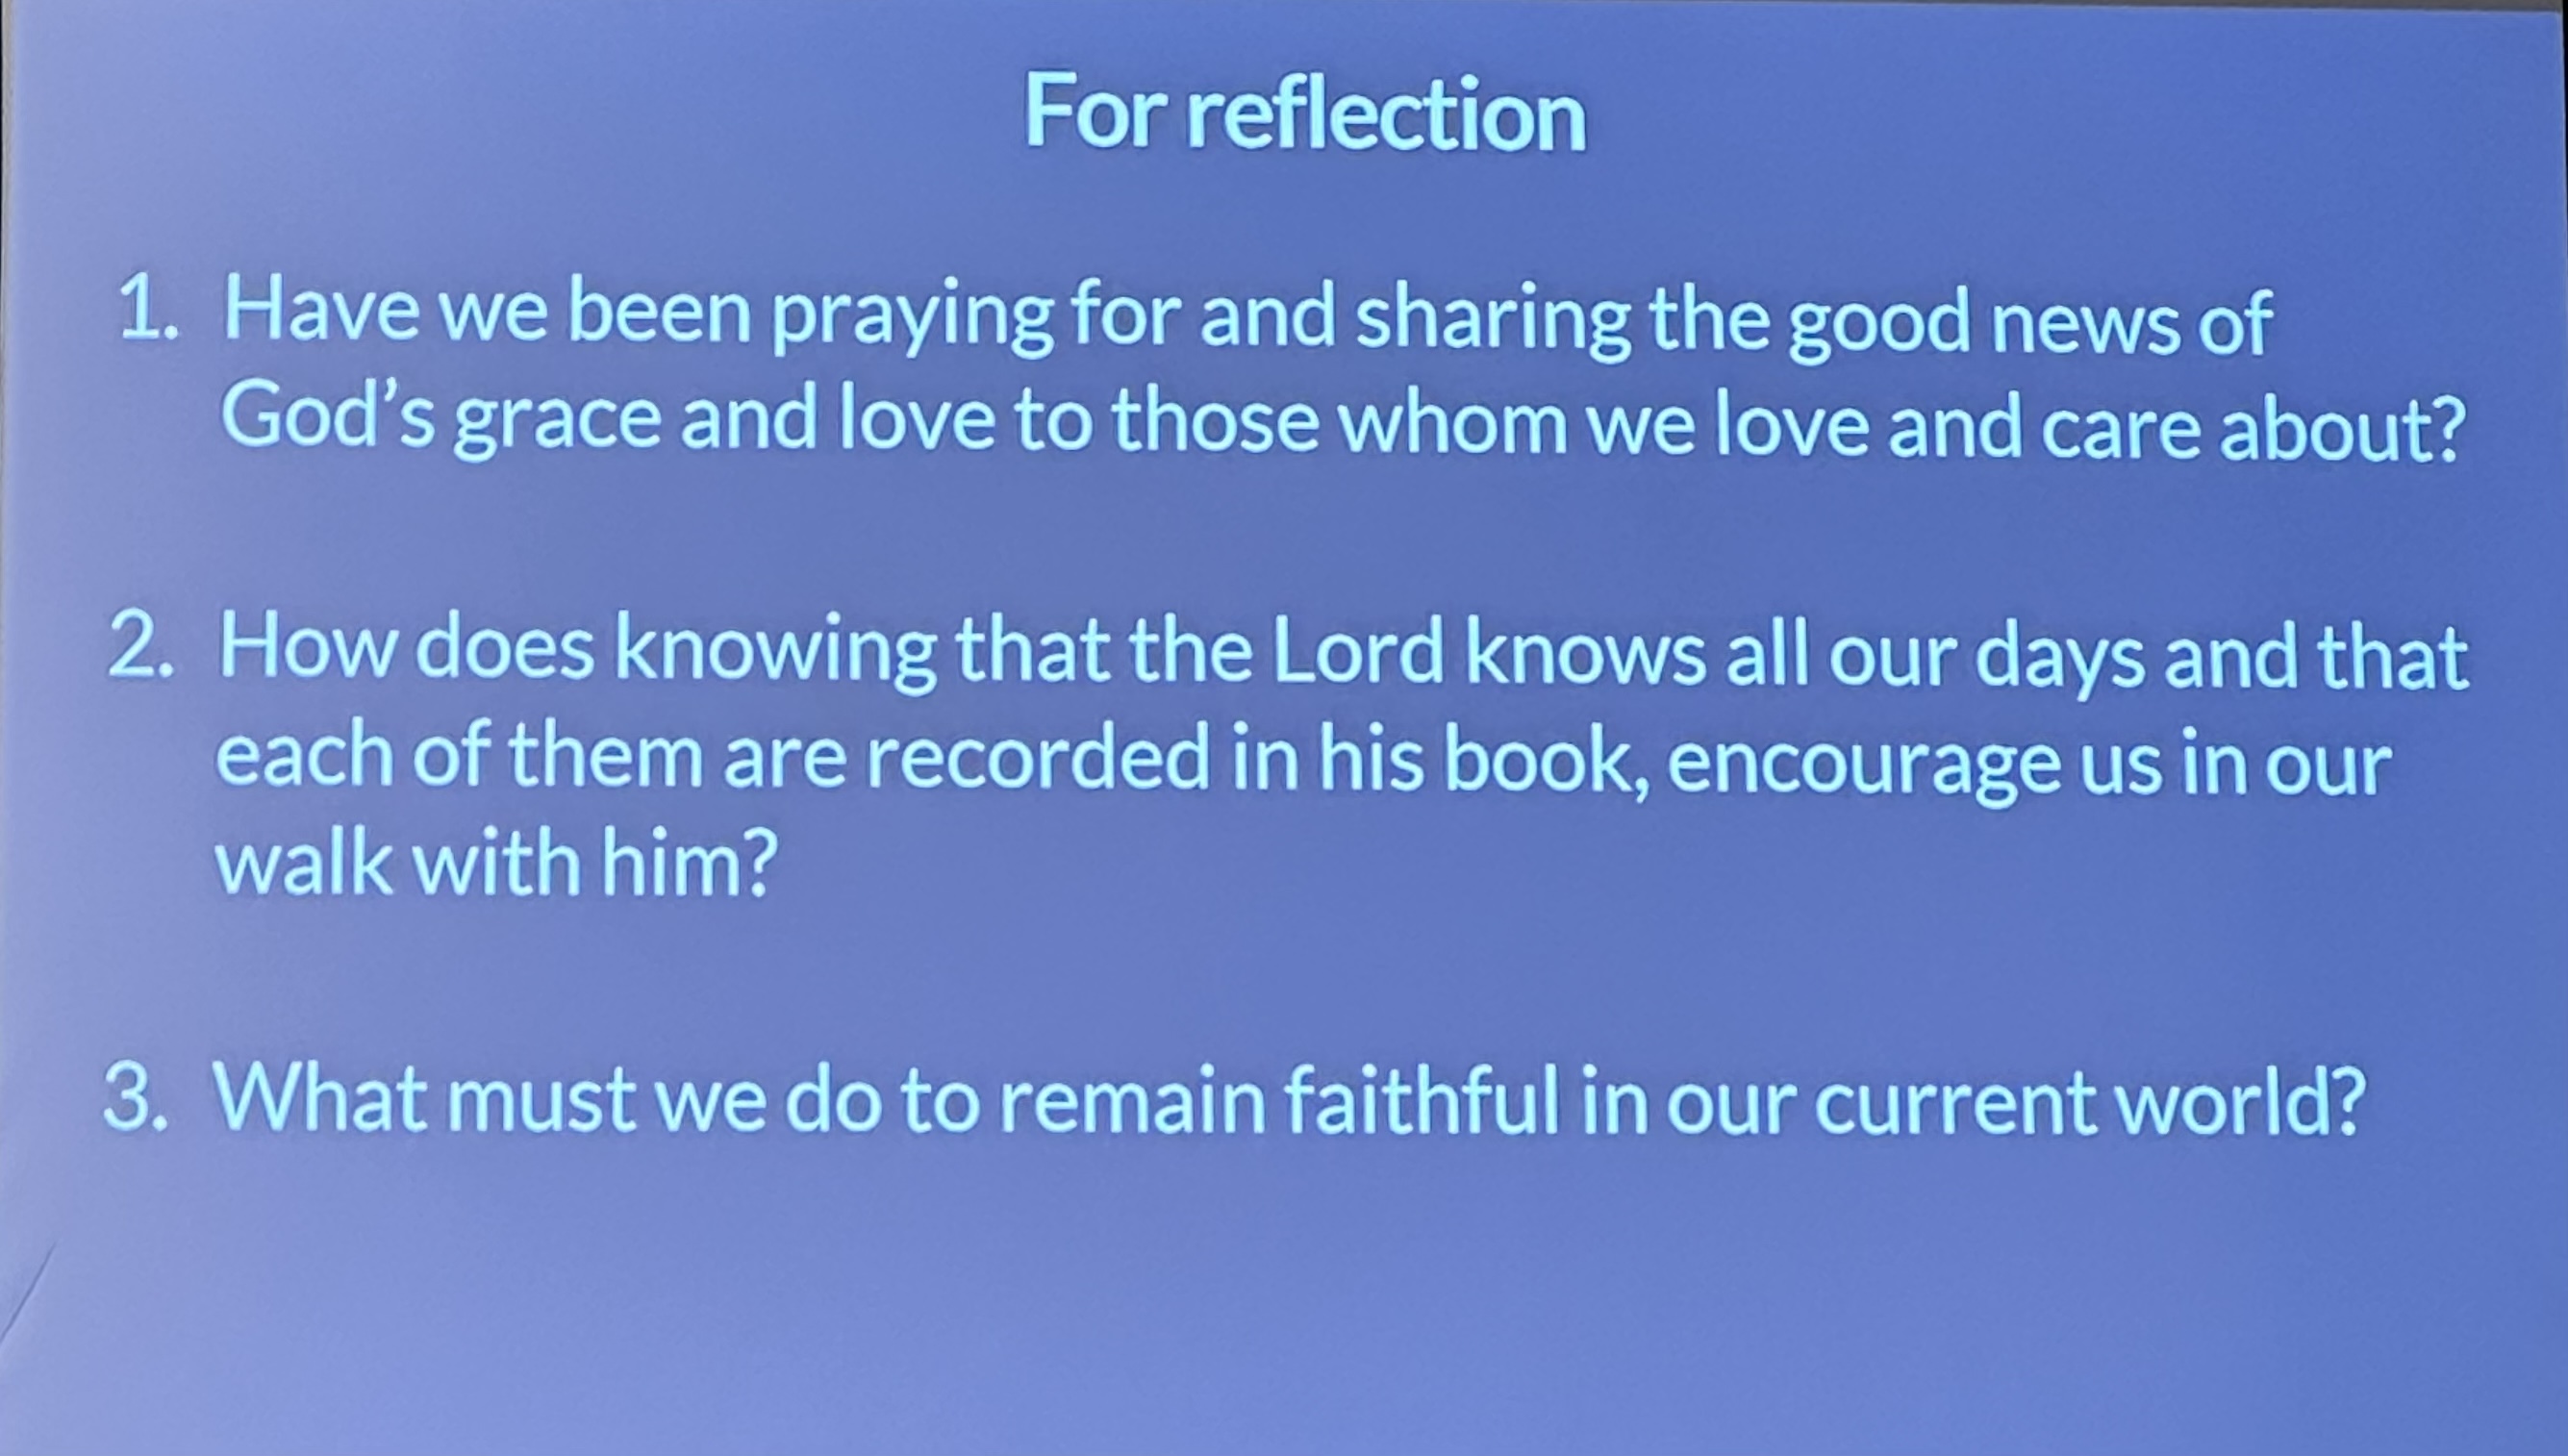 For reflection
1. Have we been praying for and sharing the good news of
God’s grace and love to those whom we love and care about?
2. How does knowing that the Lord knows all our days and that
each of them are recorded in his book, encourage us in our
walk with him?
3. What must we do to remain faithful in our current world?